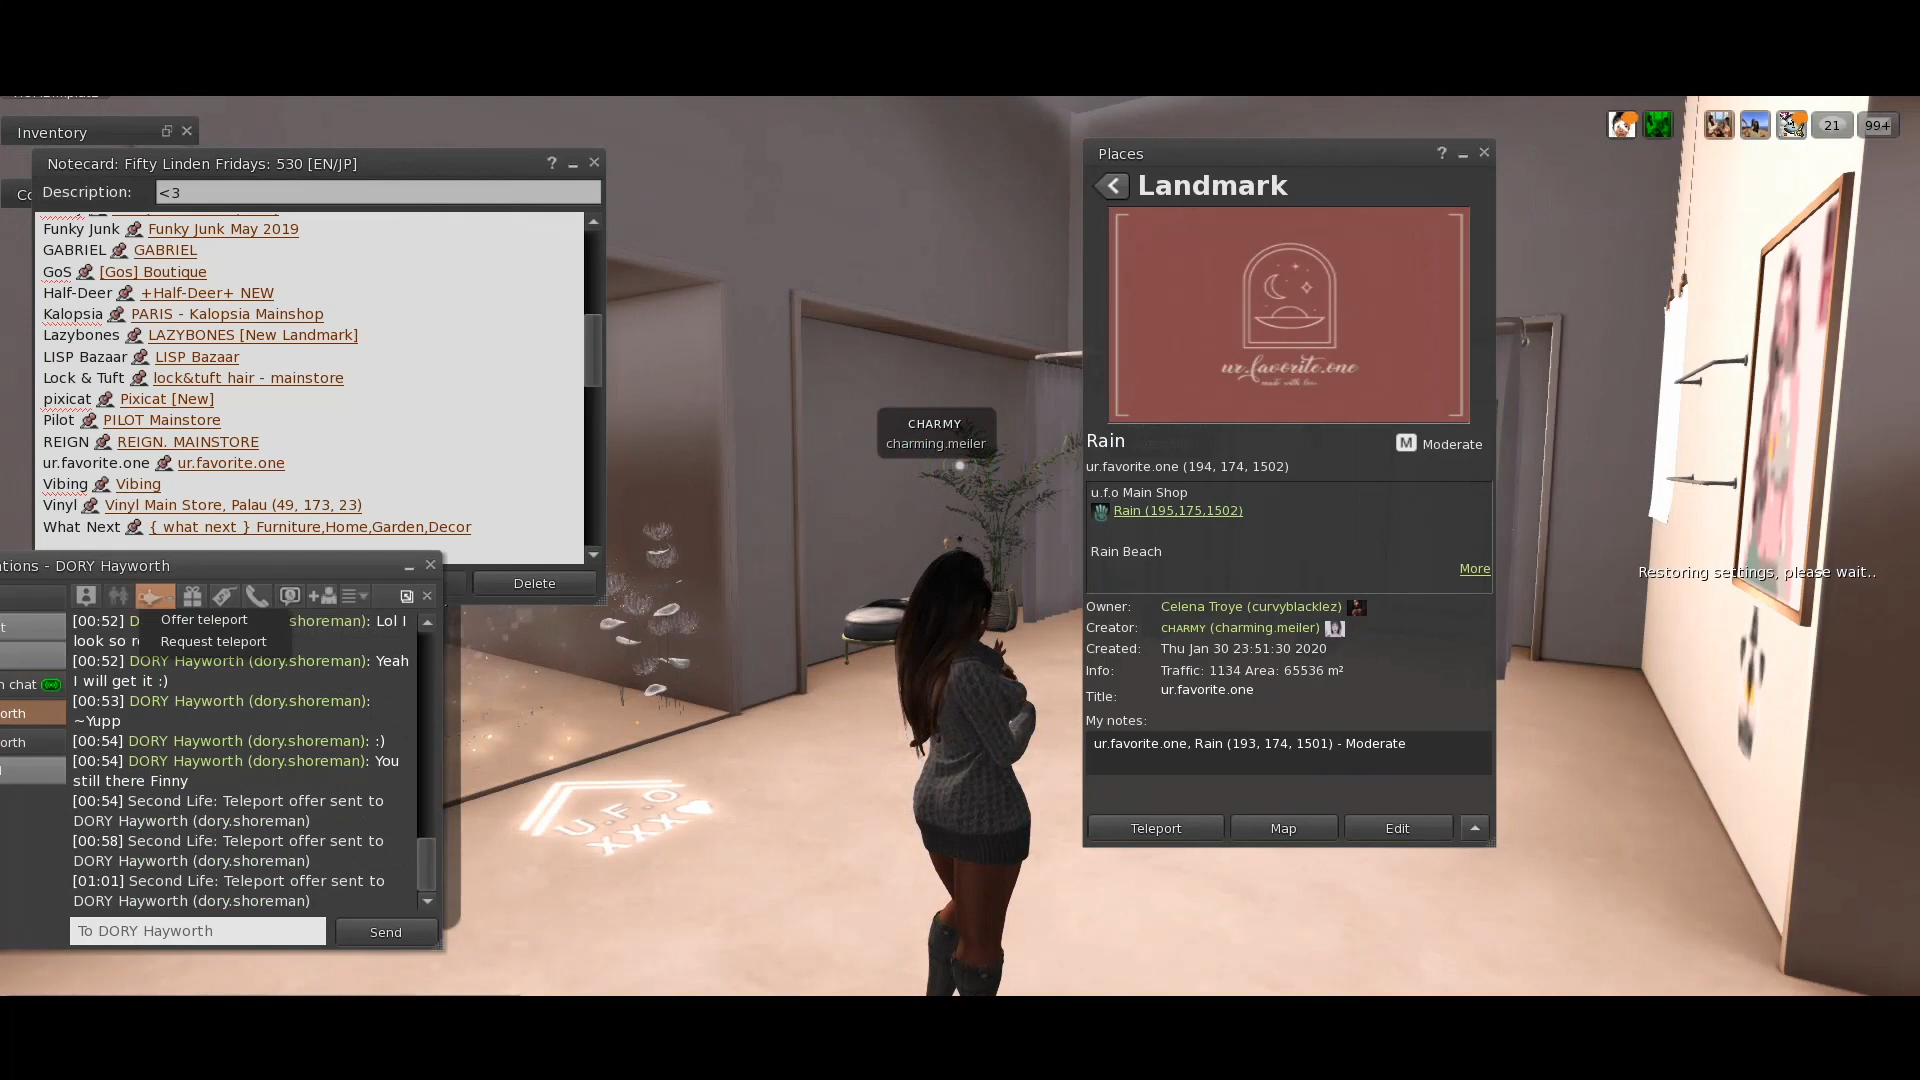 Inventory
Notecard: Fifty Linden Fridays: 530 [EN/JP]
Description: <3
Funky Junk Funky Junk May 2019
GABRIEL GABRIEL
GoS [Gos] Boutique
Half-Deer +Half-Deer+ NEW
Kalopsia PARIS - Kalopsia Mainshop
Lazybones LAZYBONES [New Landmark]
LISP Bazaar LISP Bazaar
Lock & Tuft lock&tuft hair - mainstore
pixicat Pixicat [New]
Pilot PILOT Mainstore
REIGN REIGN. MAINSTORE
ur.favorite.one ur.favorite.one
Vibing Vibing
Vinyl Vinyl Main Store, Palau (49, 173, 23)
What Next { what next } Furniture,Home,Garden,Decor
Delete
tions - DORY Hayworth
Offer teleport
Request teleport
[00:52] D shoreman): Lol I
look so r
[00:52] DORY Hayworth (dory.shoreman): Yeah
I will get it :)
[00:53] DORY Hayworth (dory.shoreman):
~Yupp
[00:54] DORY Hayworth (dory.shoreman): :)
[00:54] DORY Hayworth (dory.shoreman): You
still there Finny
[00:54] Second Life: Teleport offer sent to
DORY Hayworth (dory.shoreman)
[00:58] Second Life: Teleport offer sent to
DORY Hayworth (dory.shoreman)
[01:01] Second Life: Teleport offer sent to
DORY Hayworth (dory.shoreman)
t
n chat
orth
orth
To DORY Hayworth
Send
CHARMY
charming.meiler
U.F.O
XXX
Places
Landmark
ur.favorite.one
made with love.
Rain
M Moderate
ur.favorite.one (194, 174, 1502)
u.f.o Main Shop
Rain (195,175,1502)
Rain Beach
More
Owner: Celena Troye (curvyblacklez)
Creator: CHARMY (charming.meiler)
Created: Thu Jan 30 23:51:30 2020
Info: Traffic: 1134 Area: 65536 m²
Title: ur.favorite.one
My notes:
ur.favorite.one, Rain (193, 174, 1501) - Moderate
Teleport
Map
Edit
21
99+
Restoring settings, please wait..